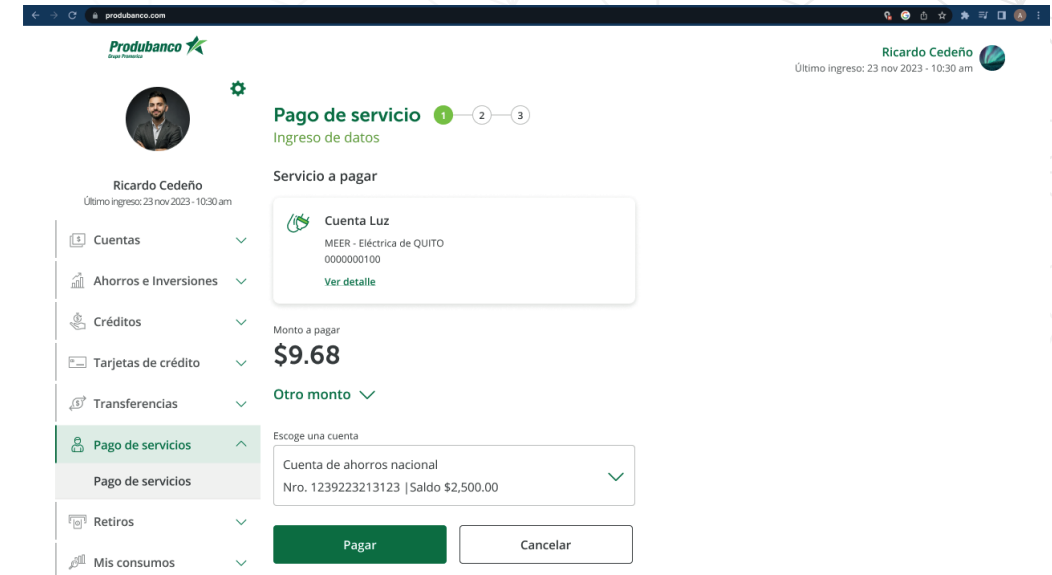 produbanco.com
Produbanco
Grupo Promerica
Ricardo Cedeño
Último ingreso: 23 nov 2023 - 10:30 am
Ricardo Cedeño
Último ingreso: 23 nov 2023 - 10:30 am
Cuentas
Ahorros e Inversiones
Créditos
Tarjetas de crédito
Transferencias
Pago de servicios
Pago de servicios
Retiros
Mis consumos
Pago de servicio 1 2 3
Ingreso de datos
Servicio a pagar
Cuenta Luz
MEER - Eléctrica de QUITO
0000000100
Ver detalle
Monto a pagar
$9.68
Otro monto
Escoge una cuenta
Cuenta de ahorros nacional
Nro. 1239223213123 |Saldo $2,500.00
Pagar Cancelar